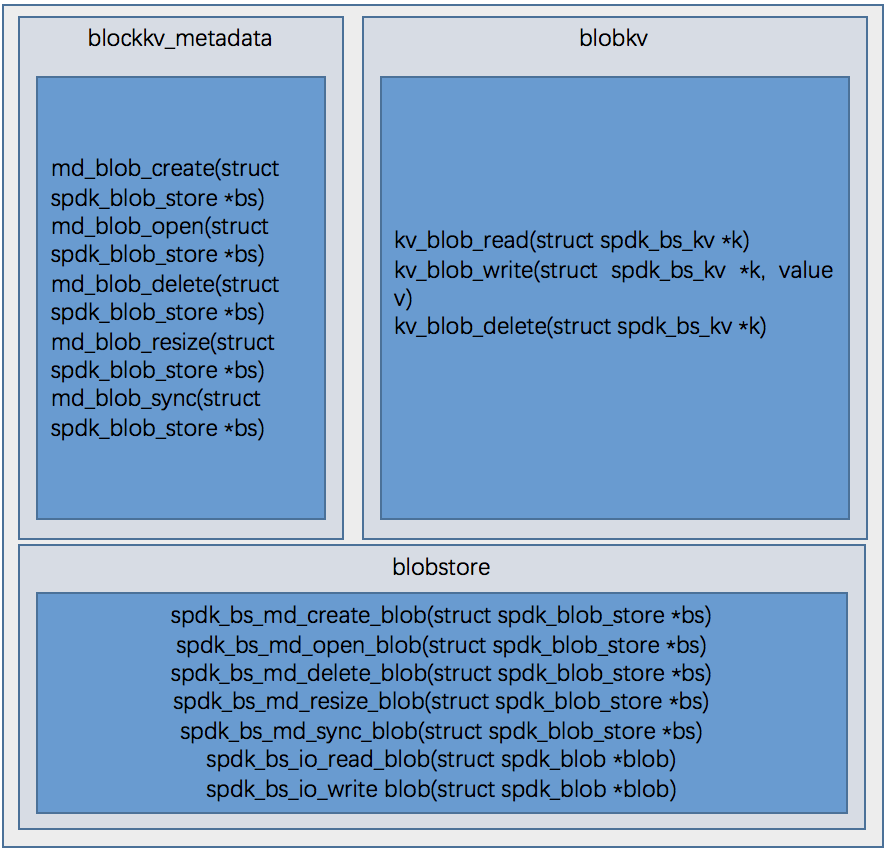 blockkv_metadata
md_blob_create(struct
spdk_blob_store *bs)
md_blob_open(struct
spdk_blob_store *bs)
md_blob_delete(struct
spdk_blob_store *bs)
md_blob_resize(struct
spdk_blob_store *bs)
md_blob_sync(struct
spdk_blob_store *bs)
blobkv
kv_blob_read(struct spdk_bs_kv *k)
kv_blob_write(struct spdk_bs_kv *k, value
v)
kv_blob_delete(struct spdk_bs_kv *k)
blobstore
spdk_bs_md_create_blob(struct spdk_blob_store *bs)
spdk_bs_md_open_blob(struct spdk_blob_store *bs)
spdk_bs_md_delete_blob(struct spdk_blob_store *bs)
spdk_bs_md_resize_blob(struct spdk_blob_store *bs)
spdk_bs_md_sync_blob(struct spdk_blob_store *bs)
spdk_bs_io_read_blob(struct spdk_blob *blob)
spdk_bs_io_write blob(struct spdk_blob *blob)